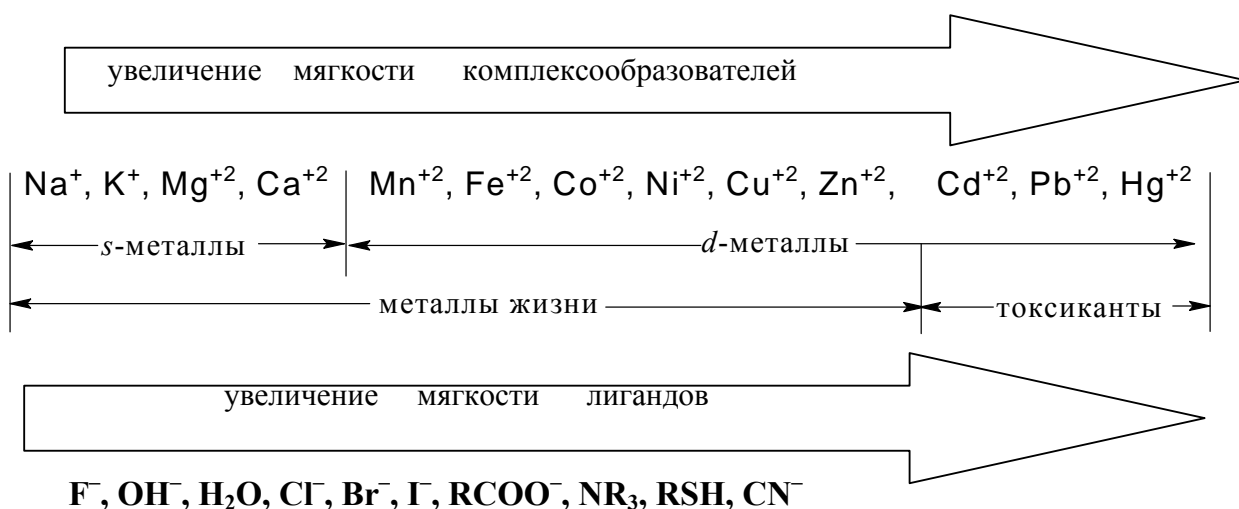 увеличение мягкости комплексообразователей
Na⁺, K⁺, Mg⁺², Ca⁺² Mn⁺², Fe⁺², Co⁺², Ni⁺², Cu⁺², Zn⁺², Cd⁺², Pb⁺², Hg⁺²
s-металлы d-металлы
металлы жизни токсиканты
увеличение мягкости лигандов
F⁻, OH⁻, H₂O, Cl⁻, Br⁻, I⁻, RCOO⁻, NR₃, RSH, CN⁻